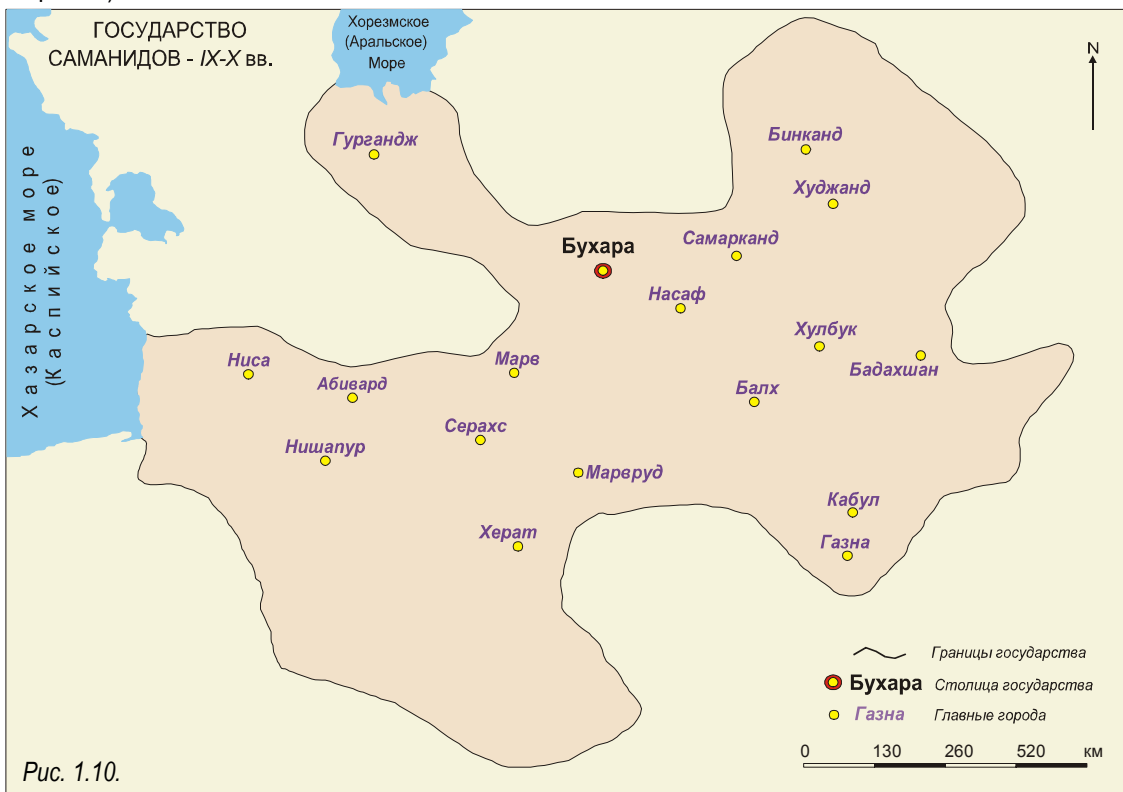 ГОСУДАРСТВО
САМАНИДОВ - IX-X вв.
Хорезмское
(Аральское)
Море
N
Хазарское море
(Каспийское)
Гургандж
Бинканд
Худжанд
Самарканд
Бухара
Насаф
Хулбук
Бадахшан
Ниса
Абивард
Марв
Балх
Серахс
Нишапур
Марвруд
Кабул
Херат
Газна
Границы государства
Бухара Столица государства
Газна Главные города
0 130 260 520 км
Рис. 1.10.